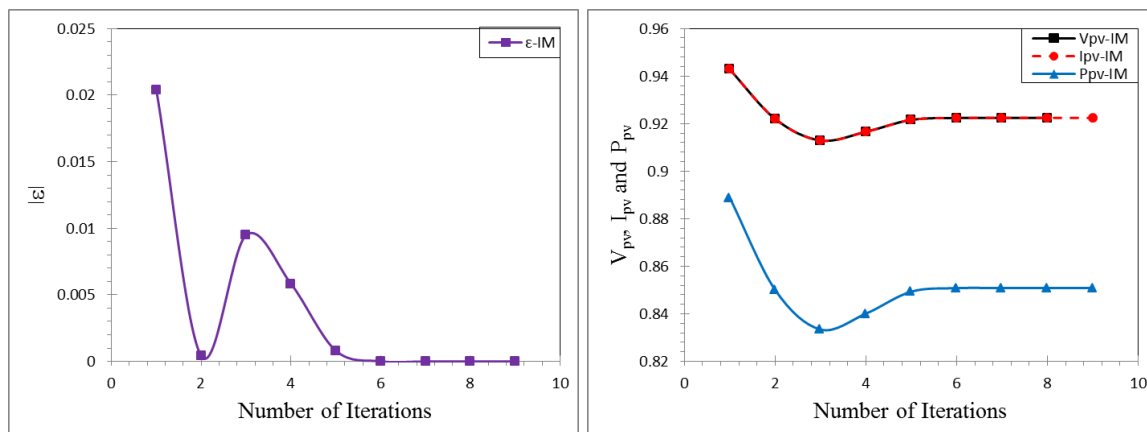 0.025
0.02
0.015
0.01
0.005
0
|ε|
ε-IM
0 2 4 6 8 10
Number of Iterations
0.96
0.94
0.92
0.9
0.88
0.86
0.84
0.82
Vpv, Ipv and Ppv
Vpv-IM
Ipv-IM
Ppv-IM
0 2 4 6 8 10
Number of Iterations